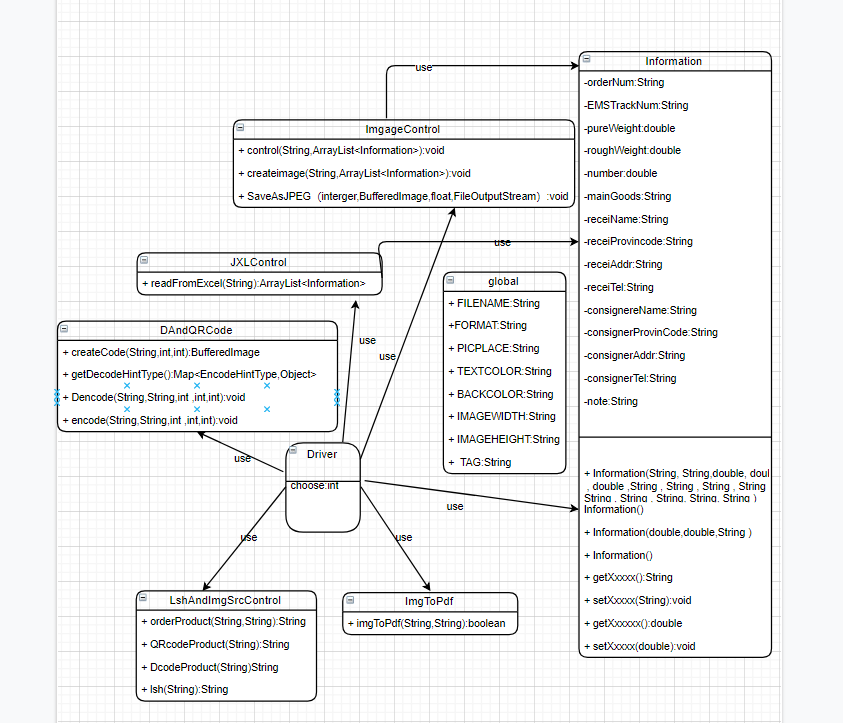 use
Information
-orderNum:String
-EMSTrackNum:String
-pureWeight:double
-roughWeight:double
-number:double
-mainGoods:String
-receiName:String
-receiProvincode:String
-receiAddr:String
-receiTel:String
-consignereName:String
-consignerProvinCode:String
-consignerAddr:String
-consignerTel:String
-note:String
+ Information(String, String,double, doul
, double ,String , String , String , String
String , String , String, String, String )
Information()
+ Information(double,double,String )
+ Information()
+ getXxxxx():String
+ setXxxxx(String):void
+ getXxxxxx():double
+ setXxxxx(double):void
ImgageControl
+ control(String,ArrayList<Information>):void
+ createimage(String,ArrayList<Information>):void
+ SaveAsJPEG（interger,BufferedImage,float,FileOutputStream）:void
use
JXLControl
+ readFromExcel(String):ArrayList<Information>
global
+ FILENAME:String
+FORMAT:String
+ PICPLACE:String
+ TEXTCOLOR:String
+ BACKCOLOR:String
+ IMAGEWIDTH:String
+ IMAGEHEIGHT:String
+ TAG:String
DAndQRCode
+ createCode(String,int,int):BufferedImage
+ getDecodeHintType():Map<EncodeHintType,Object>
+ Dencode(String,String,int ,int,int):void
+ encode(String,String,int ,int,int):void
use
use
use
Driver
choose:int
use
use
use
LshAndImgSrcControl
+ orderProduct(String,String):String
+ QRcodeProduct(String):String
+ DcodeProduct(String)String
+ lsh(String):String
ImgToPdf
+ imgToPdf(String,String):boolean